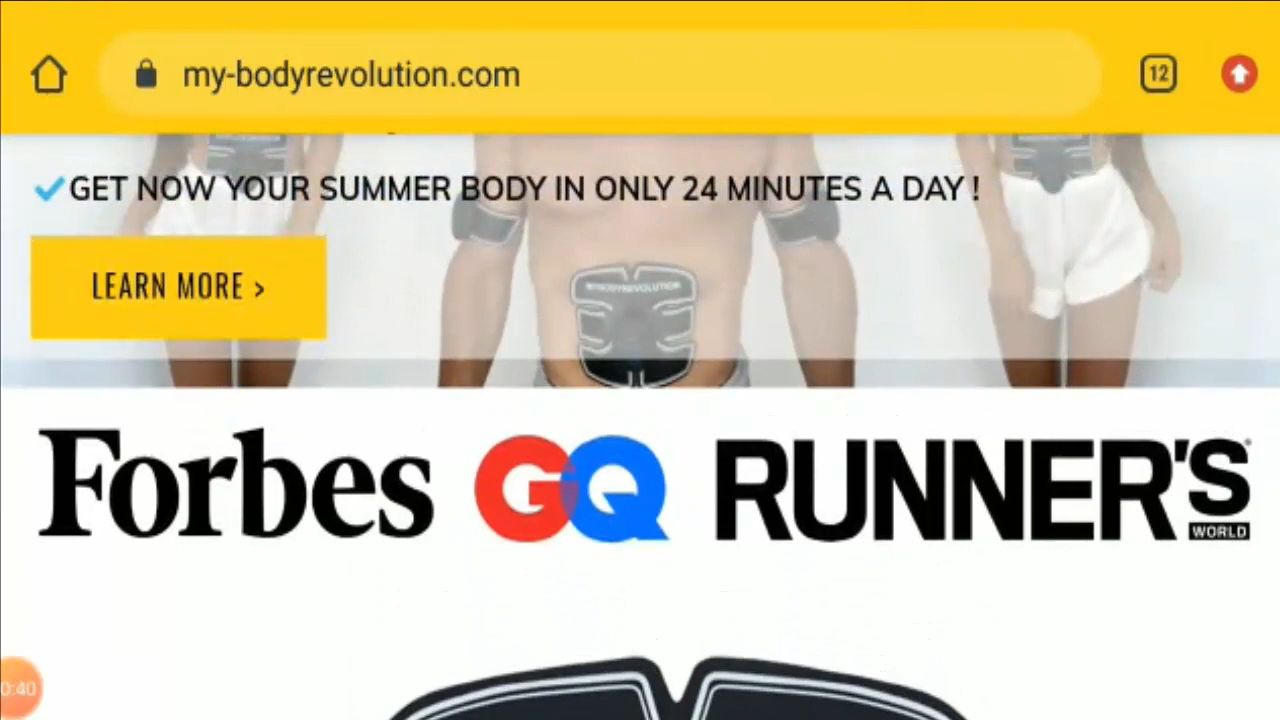 my-bodyrevolution.com
12
GET NOW YOUR SUMMER BODY IN ONLY 24 MINUTES A DAY !
LEARN MORE >
MYBODYREVOLUTION
Forbes GQ RUNNER'S
WORLD
0:40